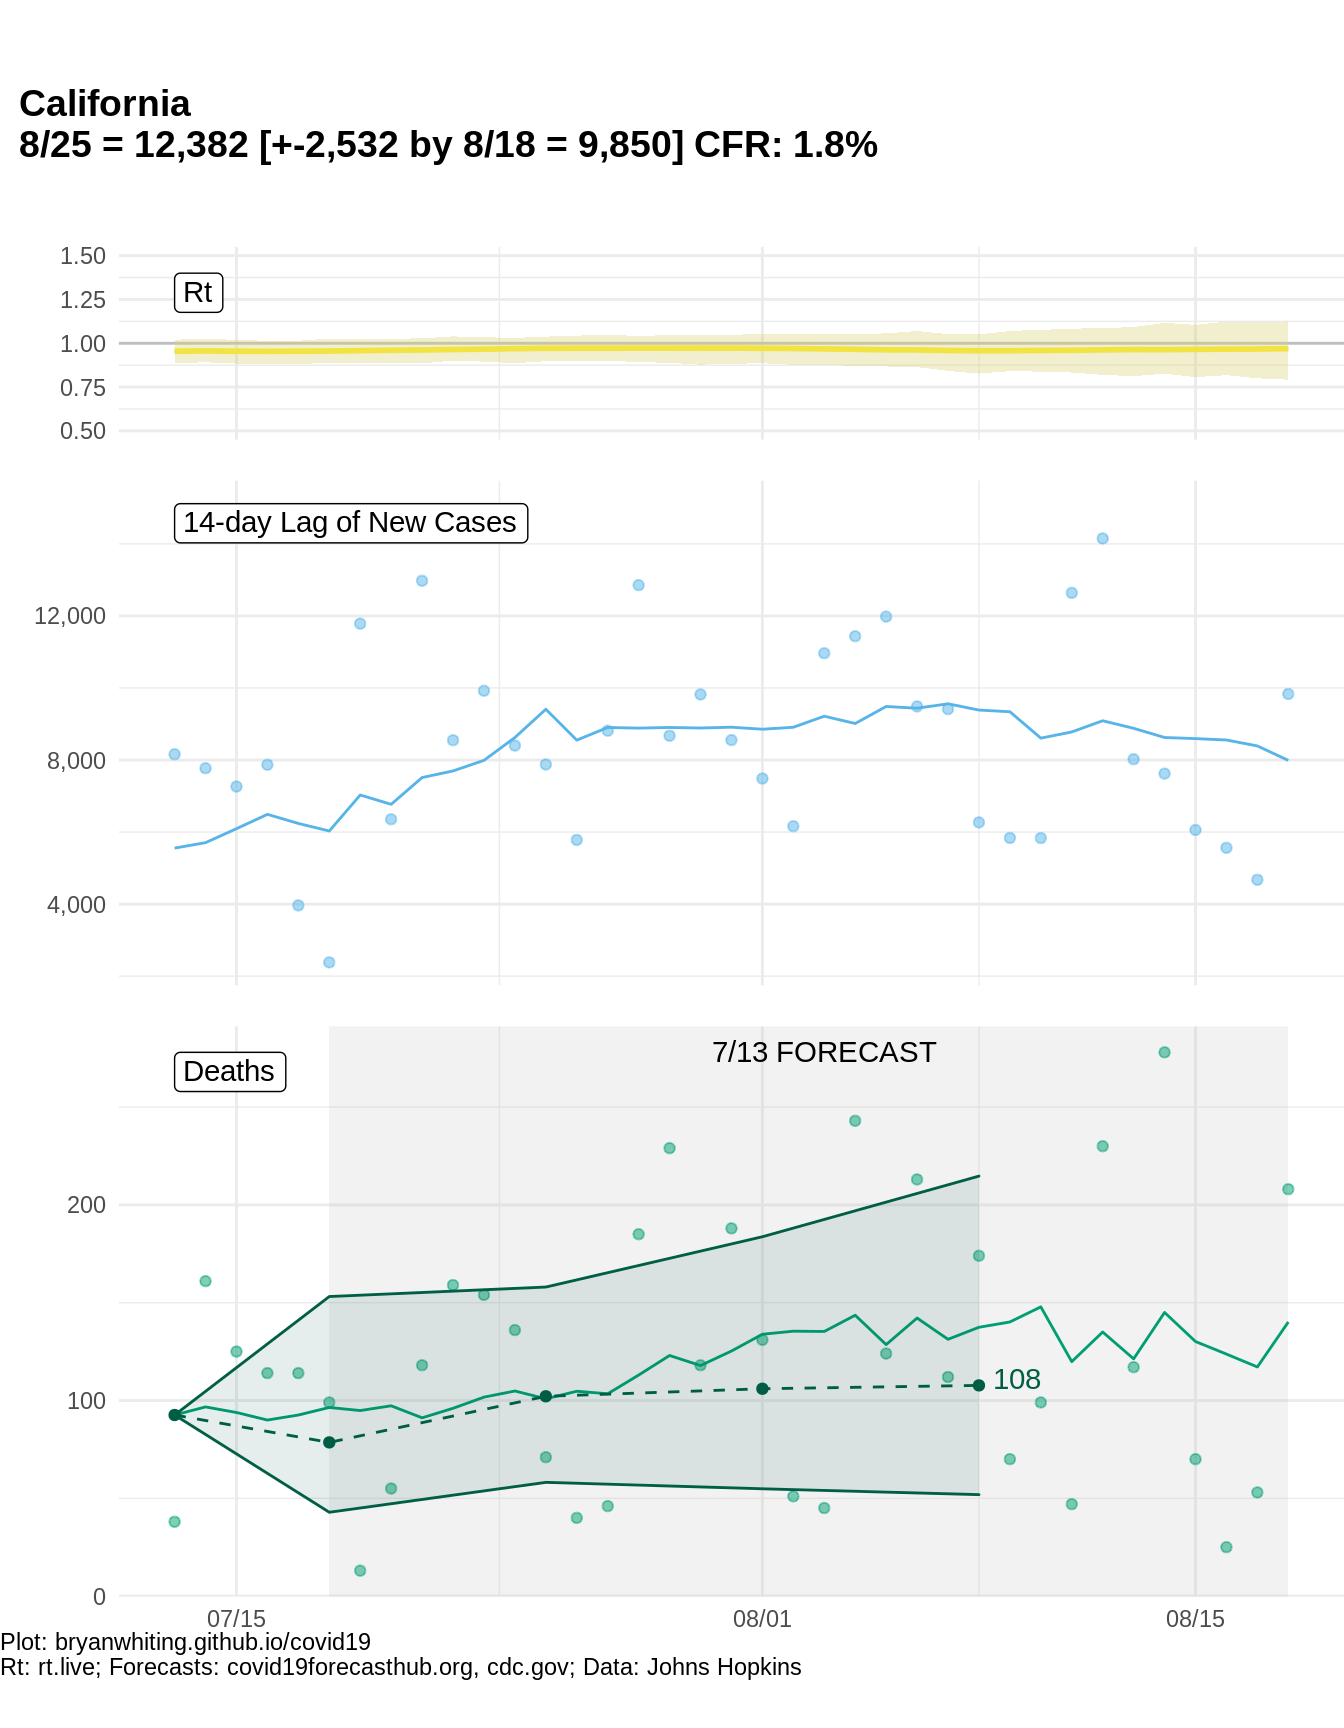 California
8/25 = 12,382 [+-2,532 by 8/18 = 9,850] CFR: 1.8%
1.50
Rt
1.25
1.00
0.75
0.50
14-day Lag of New Cases
12,000
8,000
4,000
7/13 FORECAST
Deaths
200
108
100
0
07/15 08/01 08/15
Plot: bryanwhiting.github.io/covid19
Rt: rt.live; Forecasts: covid19forecasthub.org, cdc.gov; Data: Johns Hopkins